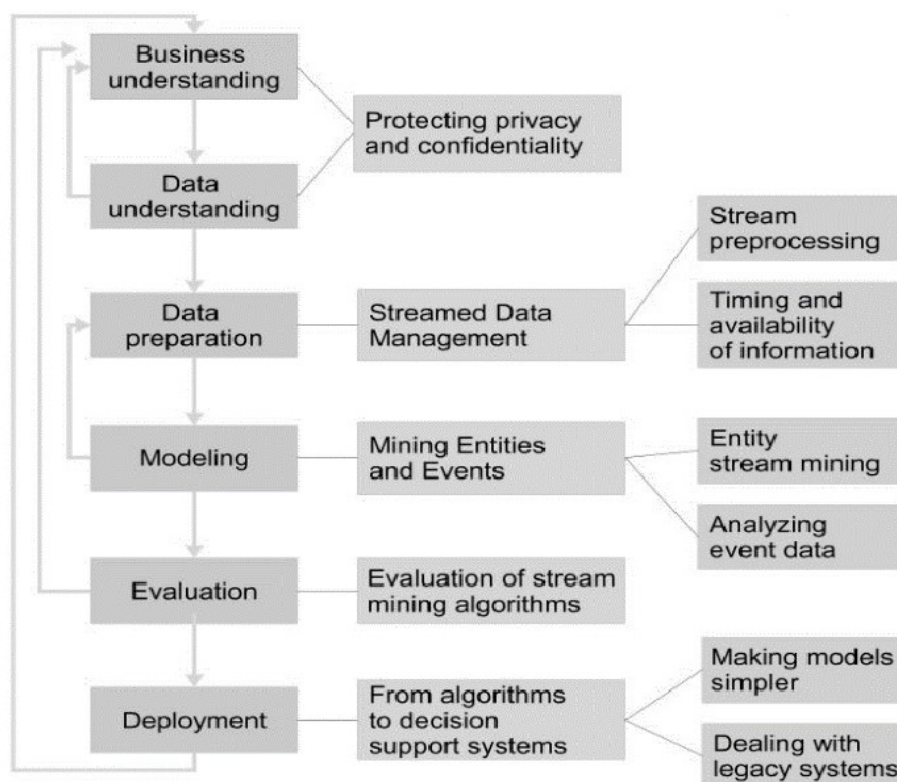 Business
understanding
Protecting privacy
and confidentiality
Data
understanding
Stream
preprocessing
Data
preparation
Streamed Data
Management
Timing and
availability
of information
Modeling
Mining Entities
and Events
Entity
stream mining
Analyzing
event data
Evaluation
Evaluation of stream
mining algorithms
Making models
simpler
Deployment
From algorithms
to decision
support systems
Dealing with
legacy systems